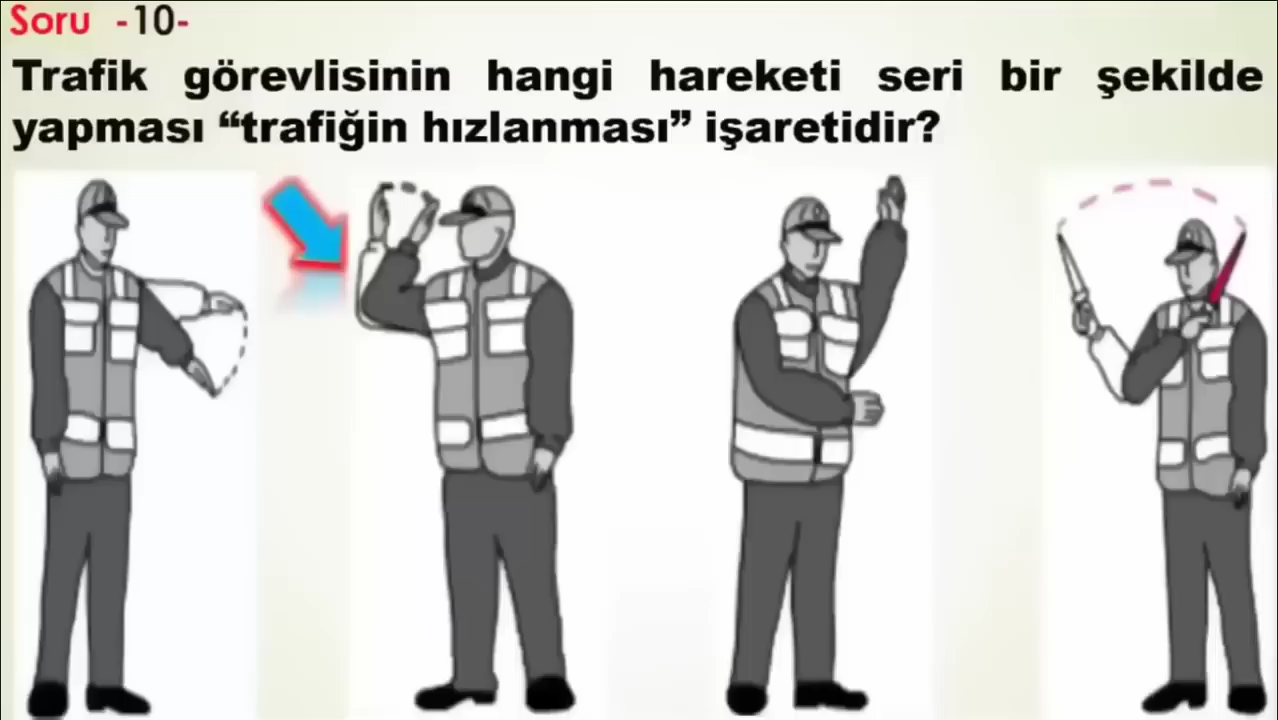 Soru -10-
Trafik görevlisinin hangi hareketi seri bir şekilde
yapması “trafiğin hızlanması” işaretidir?